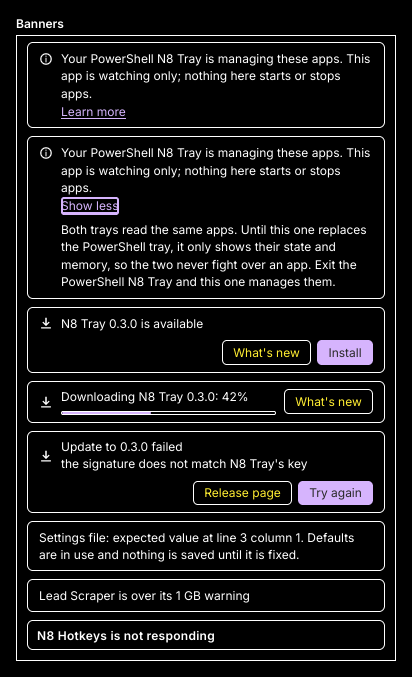 Banners
Your PowerShell N8 Tray is managing these apps. This
app is watching only; nothing here starts or stops
apps.
Learn more
Your PowerShell N8 Tray is managing these apps. This
app is watching only; nothing here starts or stops
apps.
Show less
Both trays read the same apps. Until this one replaces
the PowerShell tray, it only shows their state and
memory, so the two never fight over an app. Exit the
PowerShell N8 Tray and this one manages them.
N8 Tray 0.3.0 is available
What's new
Install
Downloading N8 Tray 0.3.0: 42%
What's new
Update to 0.3.0 failed
the signature does not match N8 Tray's key
Release page
Try again
Settings file: expected value at line 3 column 1. Defaults
are in use and nothing is saved until it is fixed.
Lead Scraper is over its 1 GB warning
N8 Hotkeys is not responding